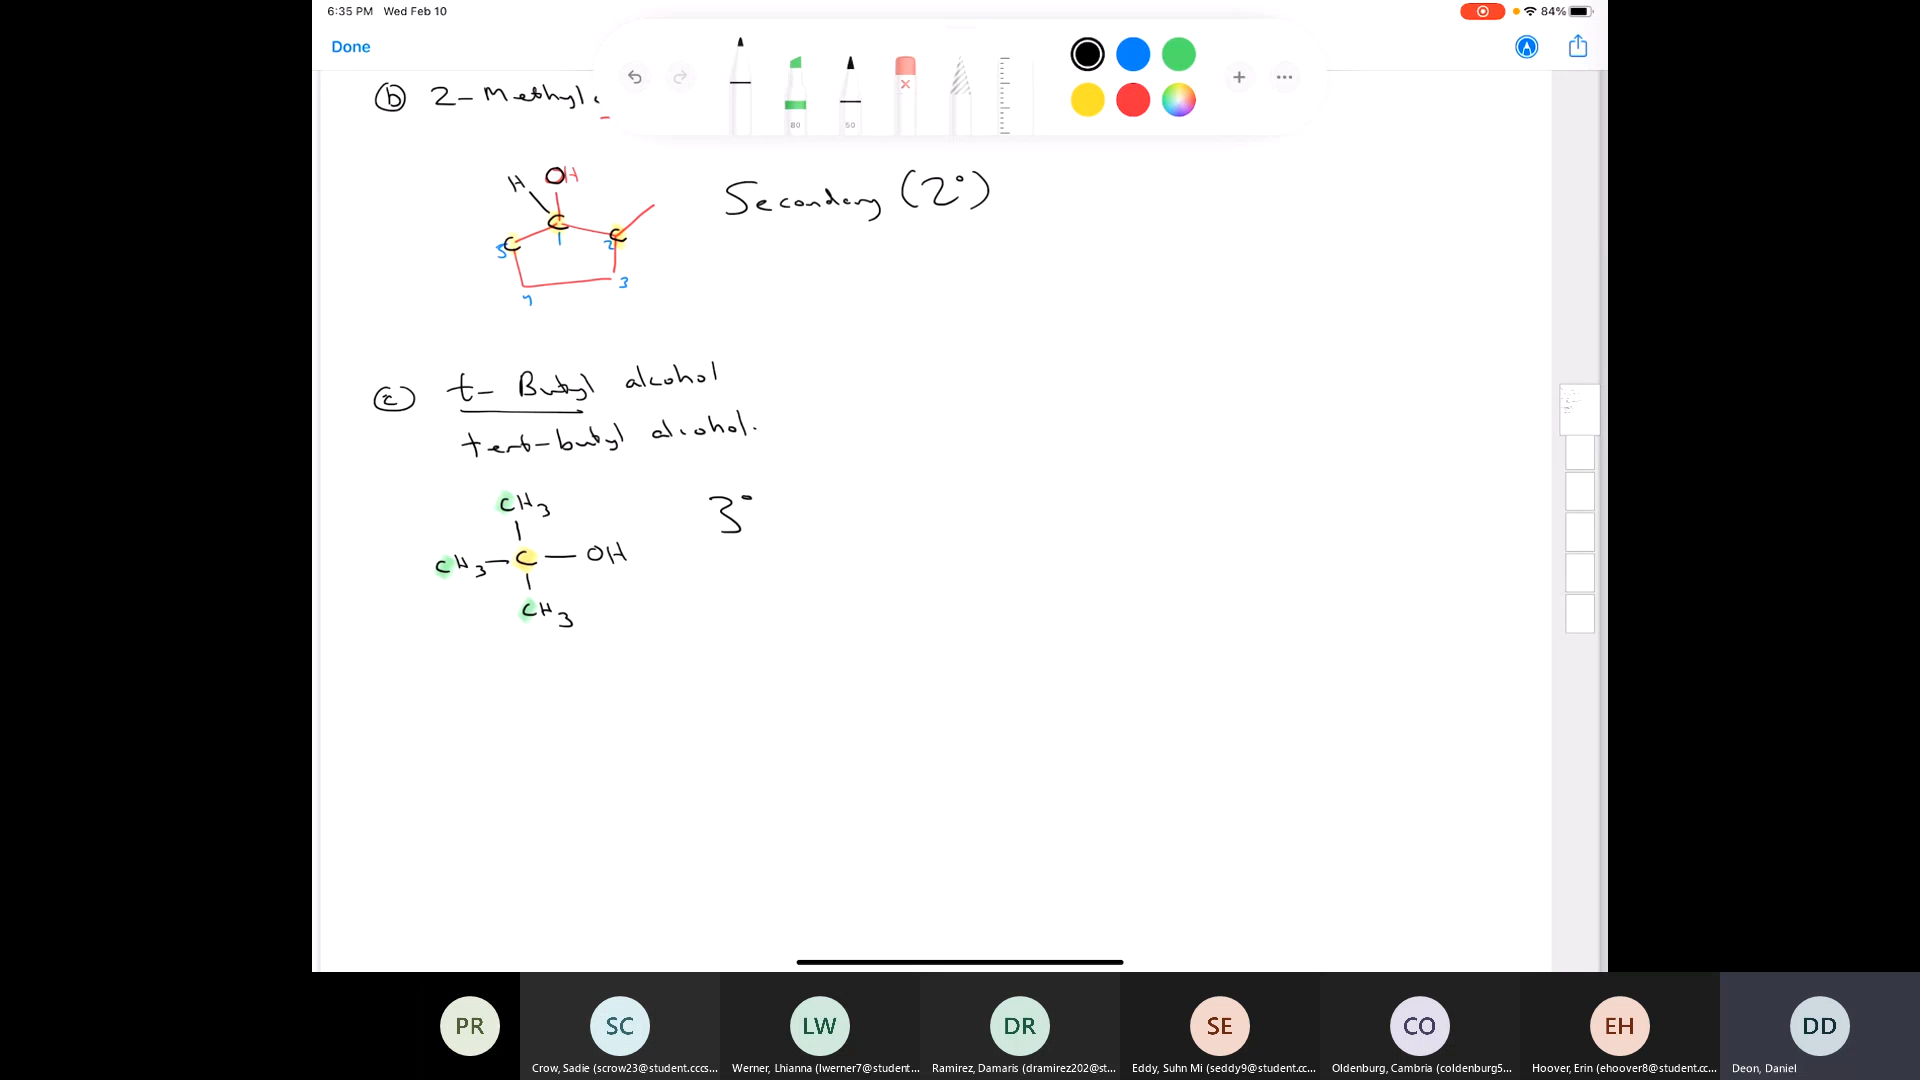 6:35 PM Wed Feb 10
84%
Done
80
50
(b) 2-Methyl
H OH
Secondary (2°)
C C C
5 1 2
4 3
(c) t-Butyl alcohol
tert-butyl alcohol.
CH3
3°
CH3-C-OH
CH3
PR SC LW DR SE CO EH DD
Crow, Sadie (scrow23@student.cccs... Werner, Lhianna (lwerner7@student... Ramirez, Damaris (dramirez202@st... Eddy, Suhn Mi (seddy9@student.cc... Oldenburg, Cambria (coldenburg5... Hoover, Erin (ehoover8@student.cc... Deon, Daniel